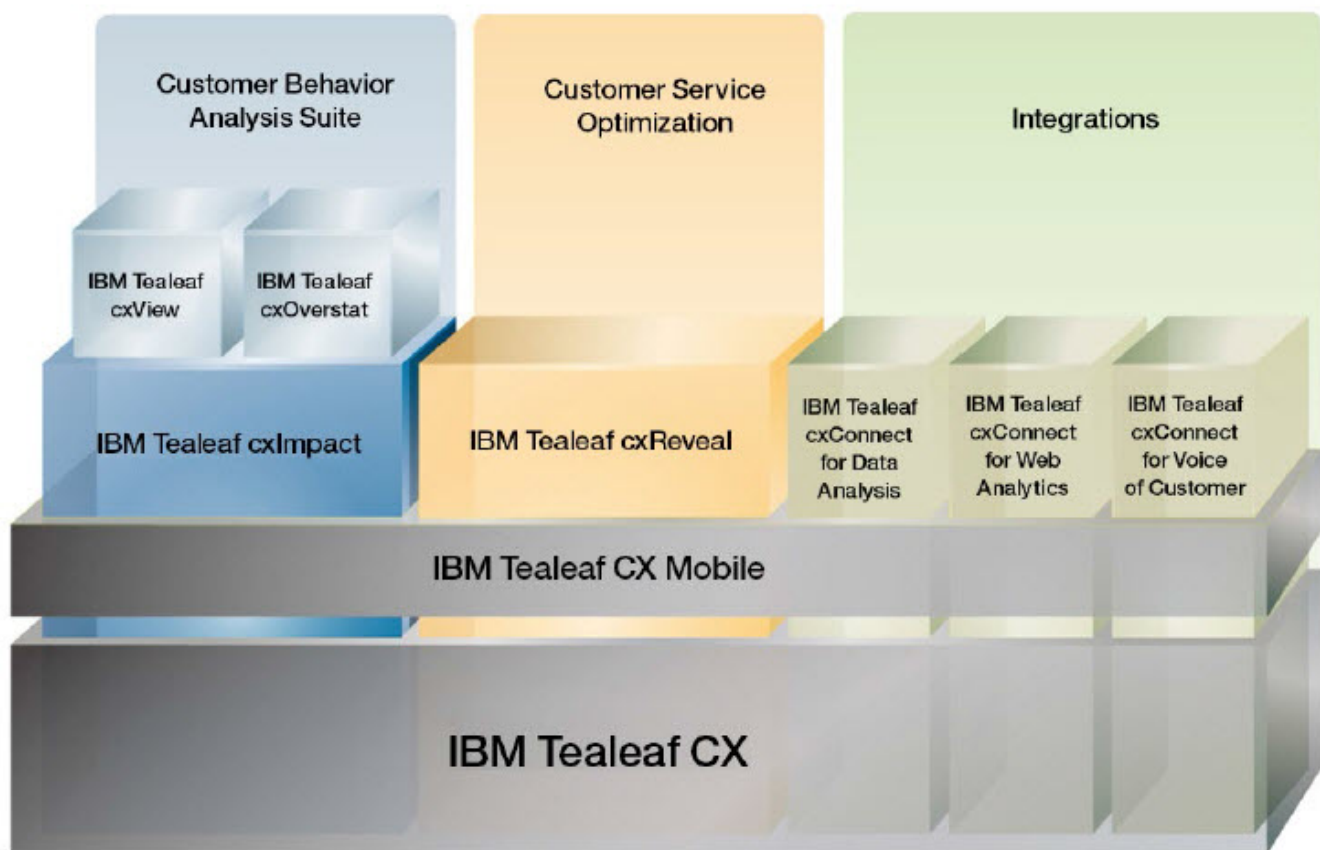 Customer Behavior
Analysis Suite
Customer Service
Optimization
Integrations
IBM Tealeaf
cxView
IBM Tealeaf
cxOverstat
IBM Tealeaf cxImpact
IBM Tealeaf cxReveal
IBM Tealeaf
cxConnect
for Data
Analysis
IBM Tealeaf
cxConnect
for Web
Analytics
IBM Tealeaf
cxConnect
for Voice
of Customer
IBM Tealeaf CX Mobile
IBM Tealeaf CX